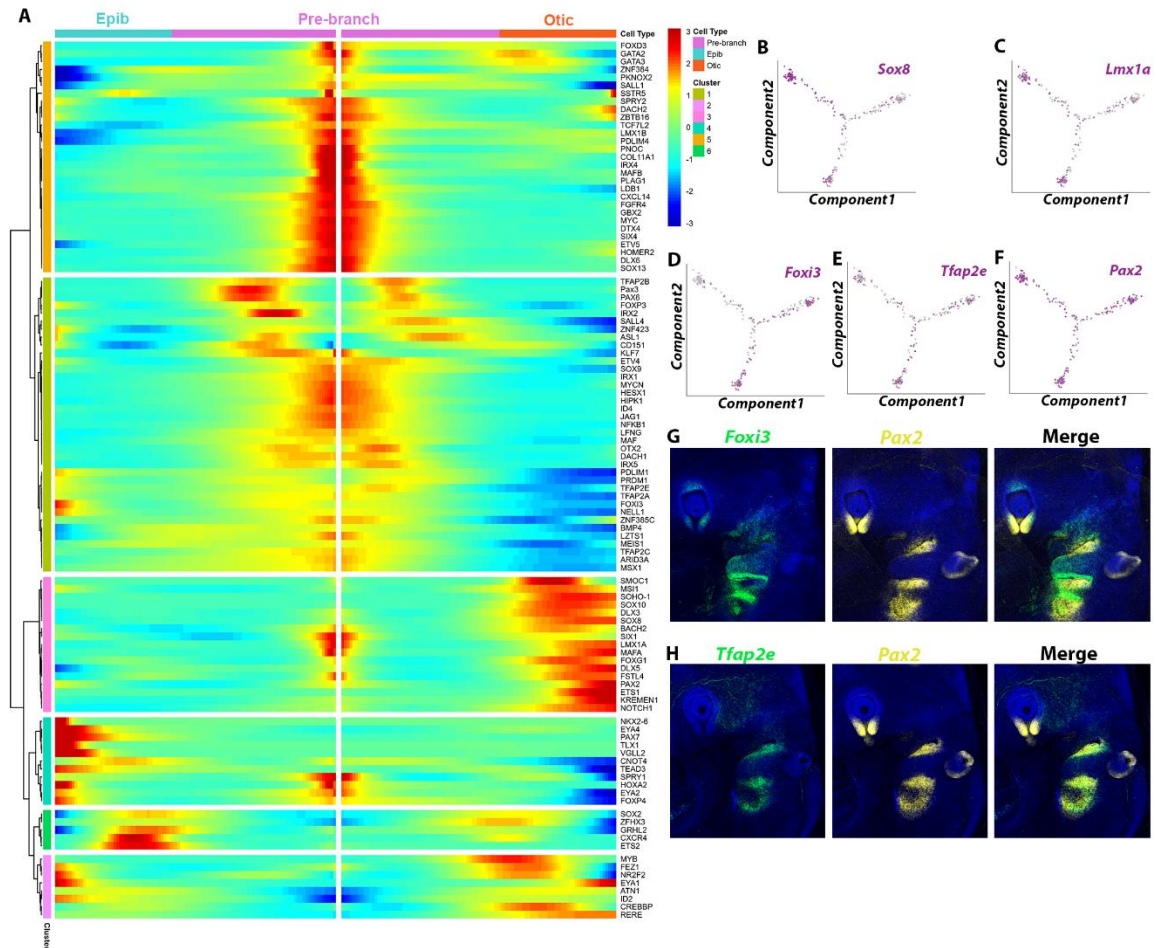 A
Epib
Pre-branch
Otic
Cell Type
FOXD3
GATA2
GATA3
ZNF384
PKNOX2
SALL1
SSTR5
SPRY2
DACH2
ZBTB16
TCF7L2
LMX1B
PDLIM4
PNOC
COL11A1
IRX4
MAFB
PLAG1
LDB1
CXCL14
FGFR4
GBX2
MYC
DTX4
SIX4
ETV5
HOMER2
DLX6
SOX13
TFAP2B
Pax3
PAX6
FOXP3
IRX2
SALL4
ZNF423
ASL1
CD151
KLF7
ETV4
SOX9
IRX1
MYCN
HESX1
HIPK1
ID4
JAG1
NFKB1
LFNG
MAF
OTX2
DACH1
IRX5
PDLIM1
PRDM1
TFAP2E
TFAP2A
FOXI3
NELL1
ZNF385C
BMP4
LZTS1
MEIS1
TFAP2C
ARID3A
MSX1
SMOC1
MSI1
SOHO-1
SOX10
DLX3
SOX8
BACH2
SIX1
LMX1A
MAFA
FOXG1
DLX5
FSTL4
PAX2
ETS1
KREMEN1
NOTCH1
NKX2-6
EYA4
PAX7
TLX1
VGLL2
CNOT4
TEAD3
SPRY1
HOXA2
EYA2
FOXP4
SOX2
ZFHX3
GRHL2
CXCR4
ETS2
MYB
FEZ1
NR2F2
EYA1
ATN1
ID2
CREBBP
RERE
Cluster
3
2
1
0
-1
-2
-3
Cell Type
Pre-branch
Epib
Otic
Cluster
1
2
3
4
5
6
B
Sox8
Component2
Component1
C
Lmx1a
Component2
Component1
D
Foxi3
Component2
Component1
E
Tfap2e
Component2
Component1
F
Pax2
Component2
Component1
G
Foxi3
Pax2
Merge
H
Tfap2e
Pax2
Merge